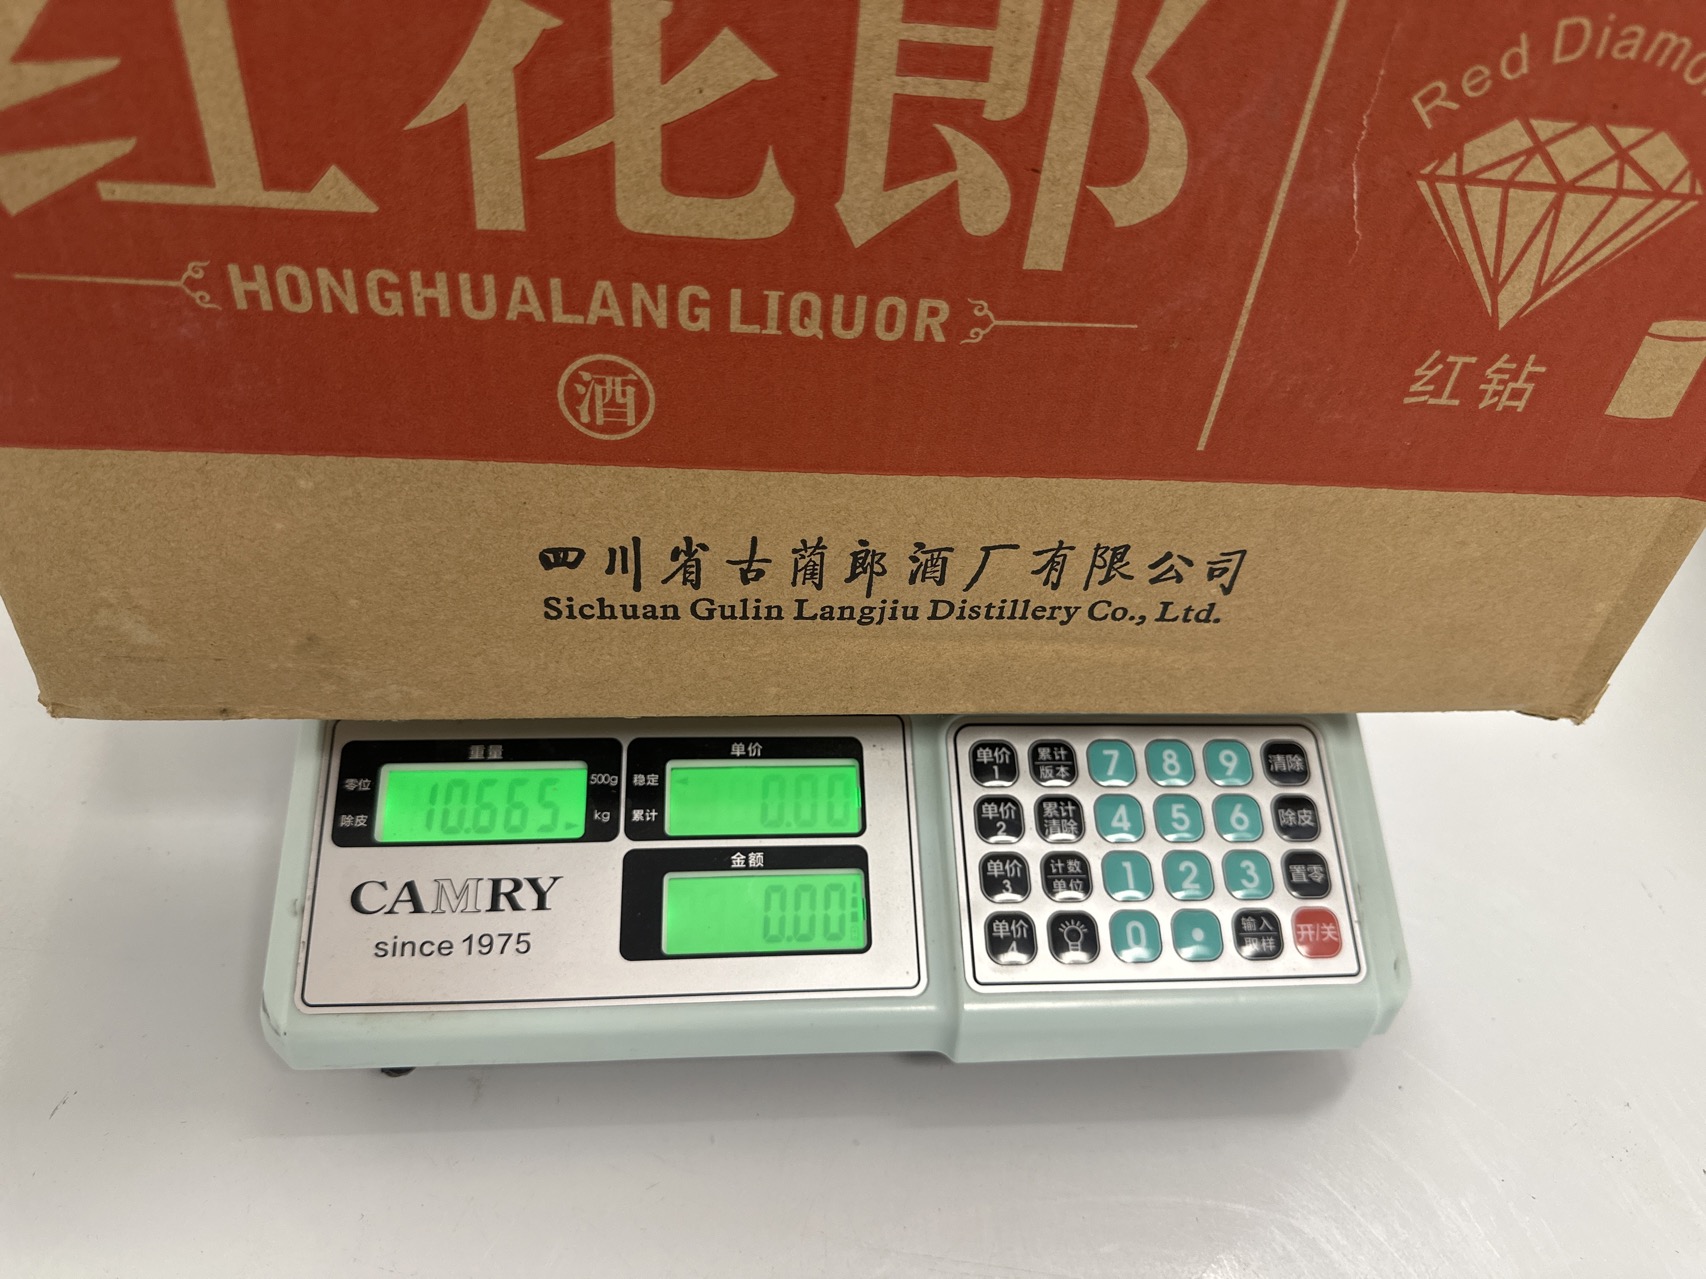 红花郎
HONGHUALANG LIQUOR
酒
Red Diamo
红钻
四川省古蔺郎酒厂有限公司
Sichuan Gulin Langjiu Distillery Co., Ltd.
重量
零位
除皮
10.665
500g
kg
单价
稳定
累计
0.00
金额
0.00
CAMRY
since 1975
单价1 累计版本 7 8 9 清除
单价2 累计清除 4 5 6 除皮
单价3 计数单位 1 2 3 置零
单价4 0 . 输入取样 开/关